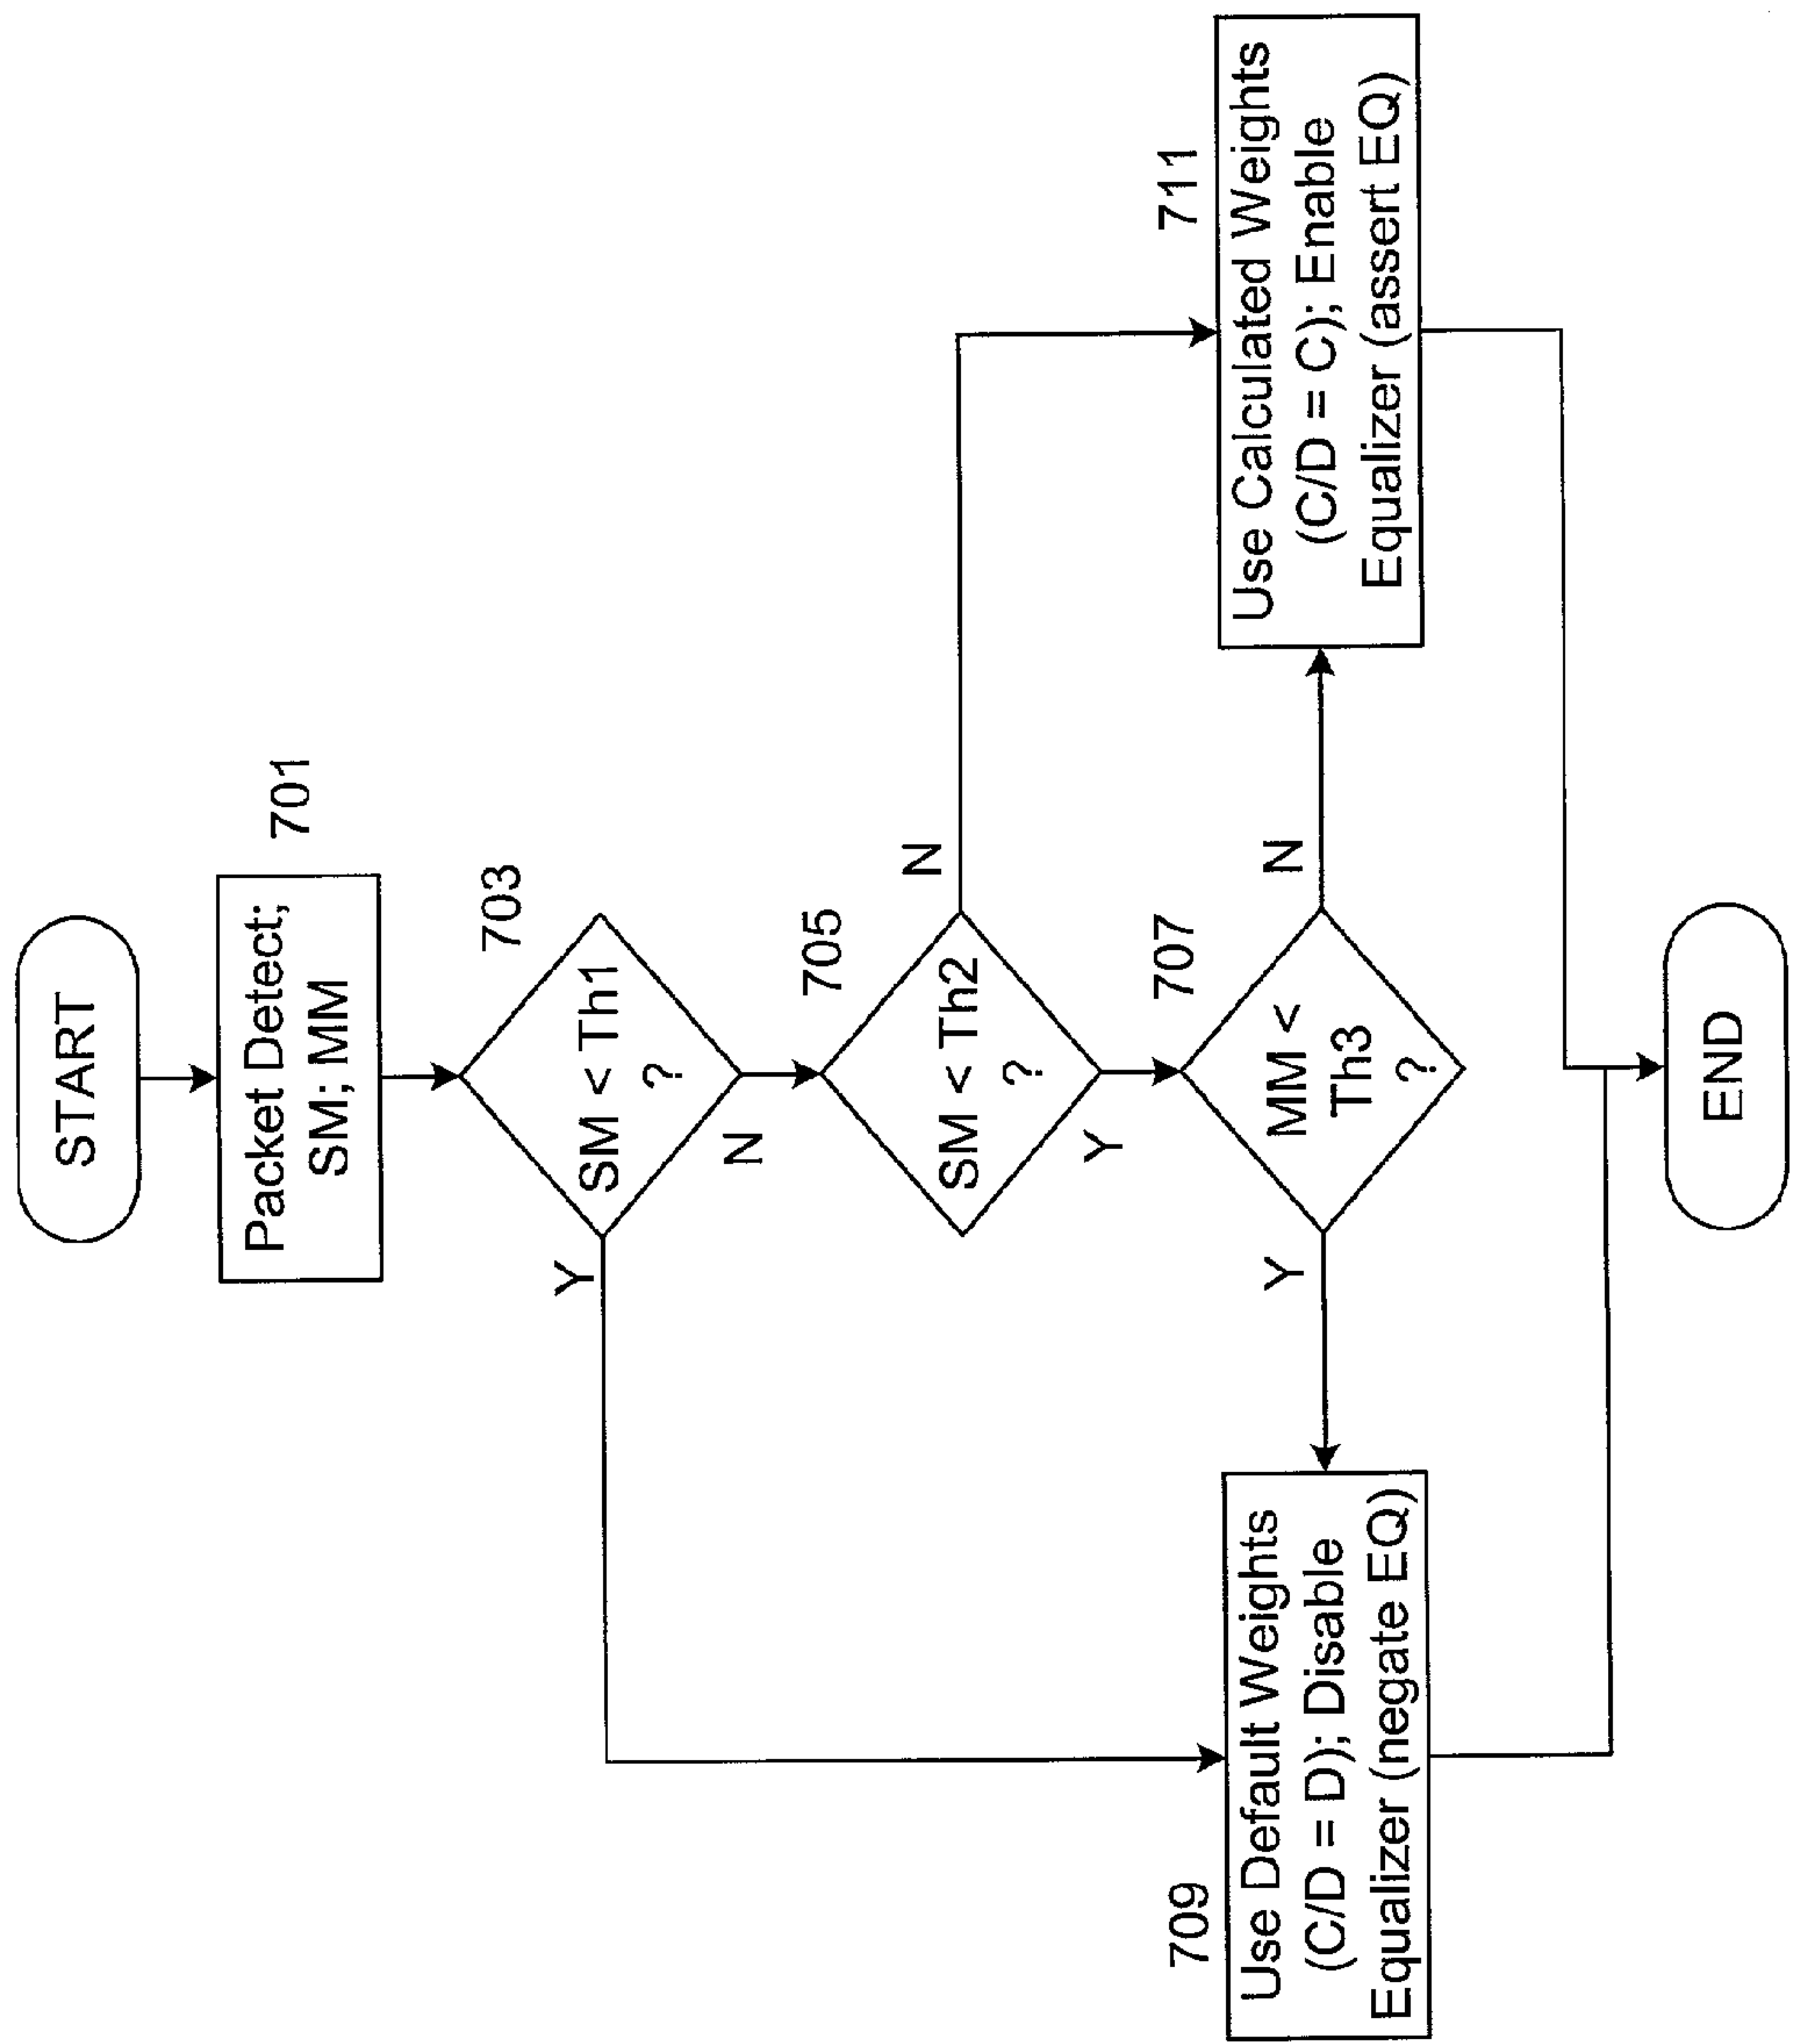 START
701
Packet Detect;
SM; MM
703
SM < Th1
?
Y
N
705
SM < Th2
?
N
Y
707
MM <
Th3
?
Y
N
709
Use Default Weights
(C/D = D); Disable
Equalizer (negate EQ)
711
Use Calculated Weights
(C/D = C); Enable
Equalizer (assert EQ)
END